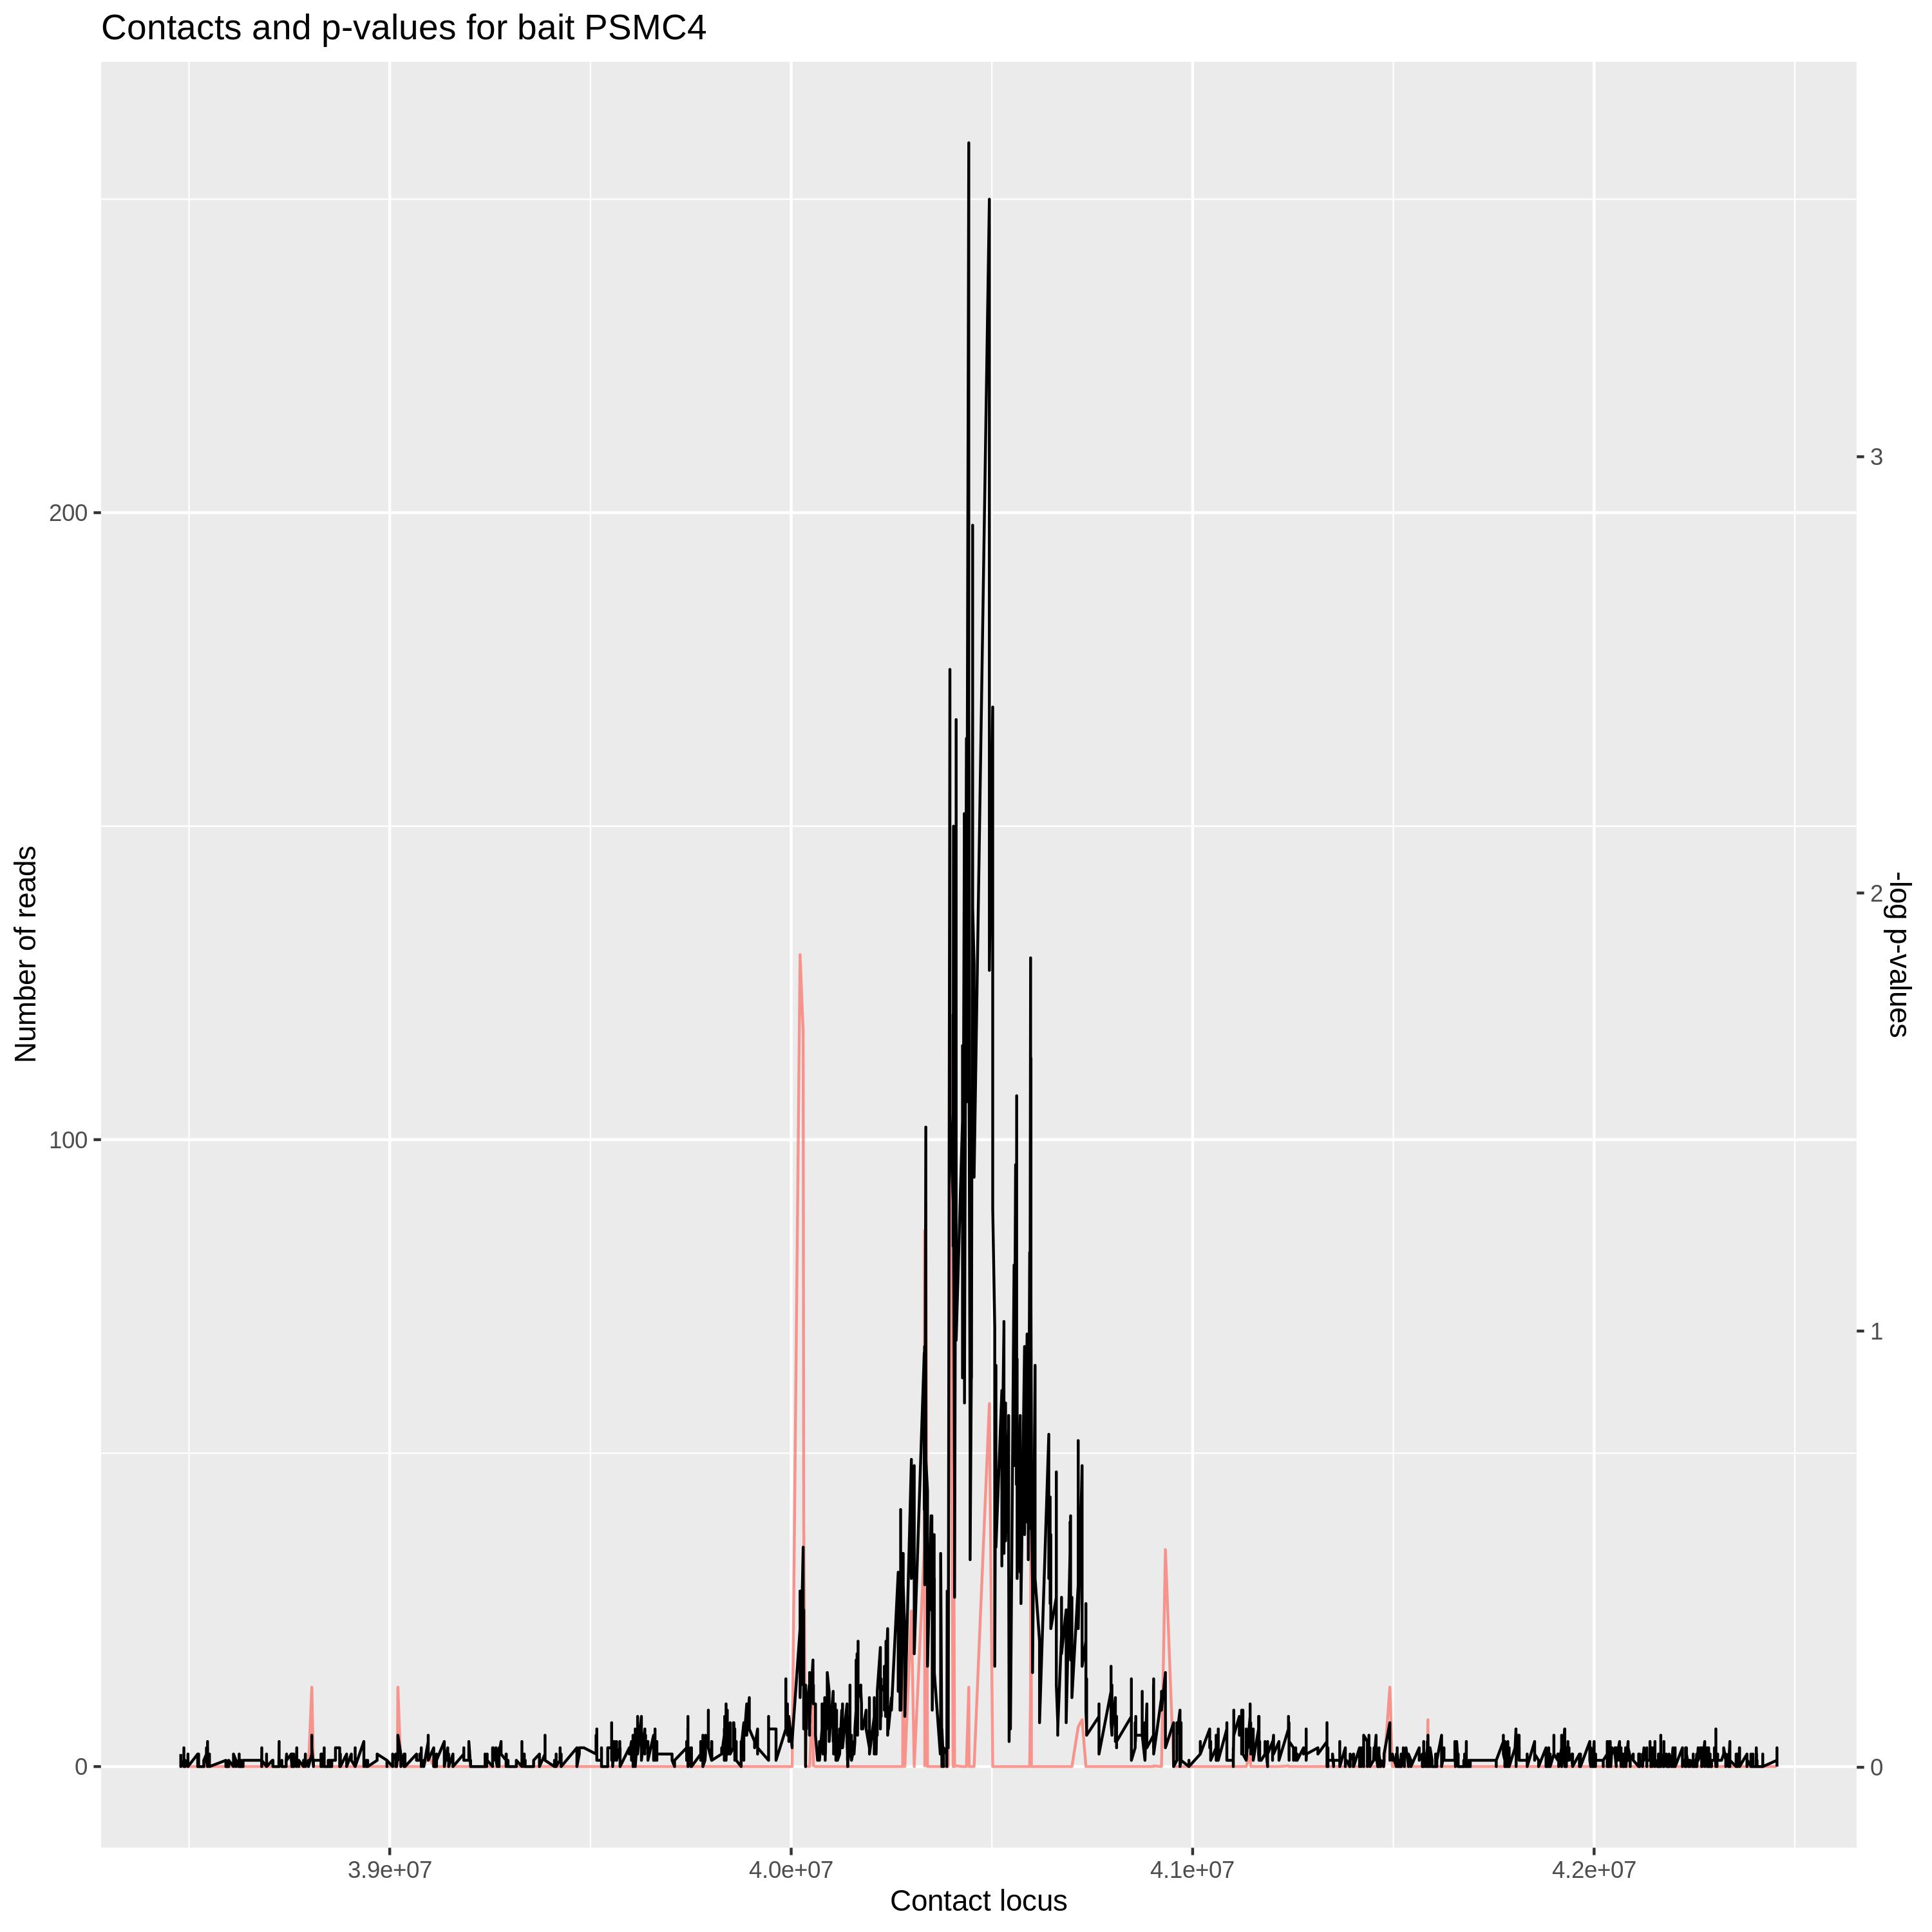 Contacts and p-values for bait PSMC4
Number of reads
200
100
0
3
2
1
0
-log p-values
3.9e+07
4.0e+07
4.1e+07
4.2e+07
Contact locus